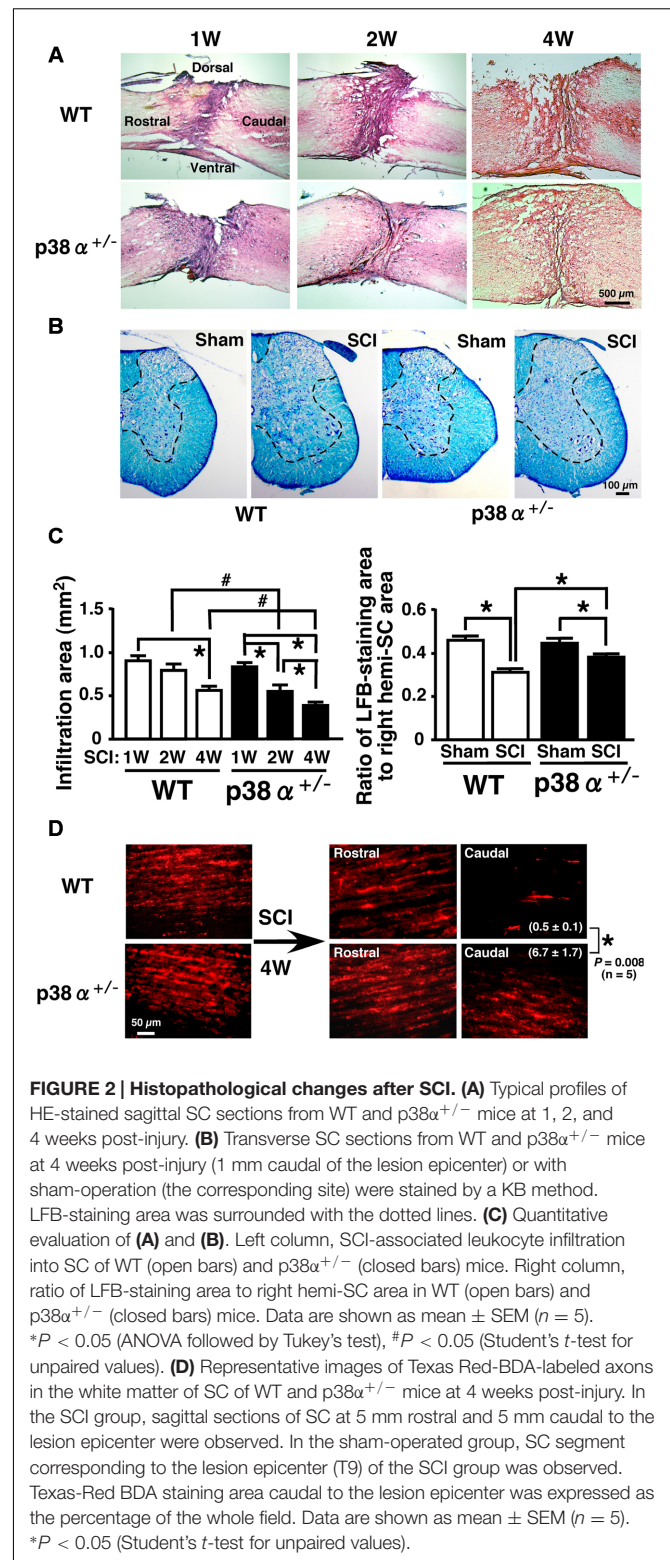 A
1W 2W 4W
WT
Dorsal
Rostral Caudal
Ventral
p38 α +/-
500 µm
B
Sham SCI Sham SCI
100 µm
WT p38 α +/-
C
Infiltration area (mm²)
1.5
1.0
0.5
0
# # * * * *
SCI: 1W 2W 4W 1W 2W 4W
WT p38 α +/-
Ratio of LFB-staining area
to right hemi-SC area
0.6
0.4
0.2
0
* * *
Sham SCI Sham SCI
WT p38 α +/-
D
WT
p38 α +/-
50 µm
SCI
4W
Rostral Caudal
(0.5 ± 0.1)
Rostral Caudal (6.7 ± 1.7)
*
P = 0.008
(n = 5)
FIGURE 2 | Histopathological changes after SCI. (A) Typical profiles of
HE-stained sagittal SC sections from WT and p38α+/− mice at 1, 2, and
4 weeks post-injury. (B) Transverse SC sections from WT and p38α+/− mice
at 4 weeks post-injury (1 mm caudal of the lesion epicenter) or with
sham-operation (the corresponding site) were stained by a KB method.
LFB-staining area was surrounded with the dotted lines. (C) Quantitative
evaluation of (A) and (B). Left column, SCI-associated leukocyte infiltration
into SC of WT (open bars) and p38α+/− (closed bars) mice. Right column,
ratio of LFB-staining area to right hemi-SC area in WT (open bars) and
p38α+/− (closed bars) mice. Data are shown as mean ± SEM (n = 5).
*P < 0.05 (ANOVA followed by Tukey's test), #P < 0.05 (Student's t-test for
unpaired values). (D) Representative images of Texas Red-BDA-labeled axons
in the white matter of SC of WT and p38α+/− mice at 4 weeks post-injury. In
the SCI group, sagittal sections of SC at 5 mm rostral and 5 mm caudal to the
lesion epicenter were observed. In the sham-operated group, SC segment
corresponding to the lesion epicenter (T9) of the SCI group was observed.
Texas-Red BDA staining area caudal to the lesion epicenter was expressed as
the percentage of the whole field. Data are shown as mean ± SEM (n = 5).
*P < 0.05 (Student's t-test for unpaired values).